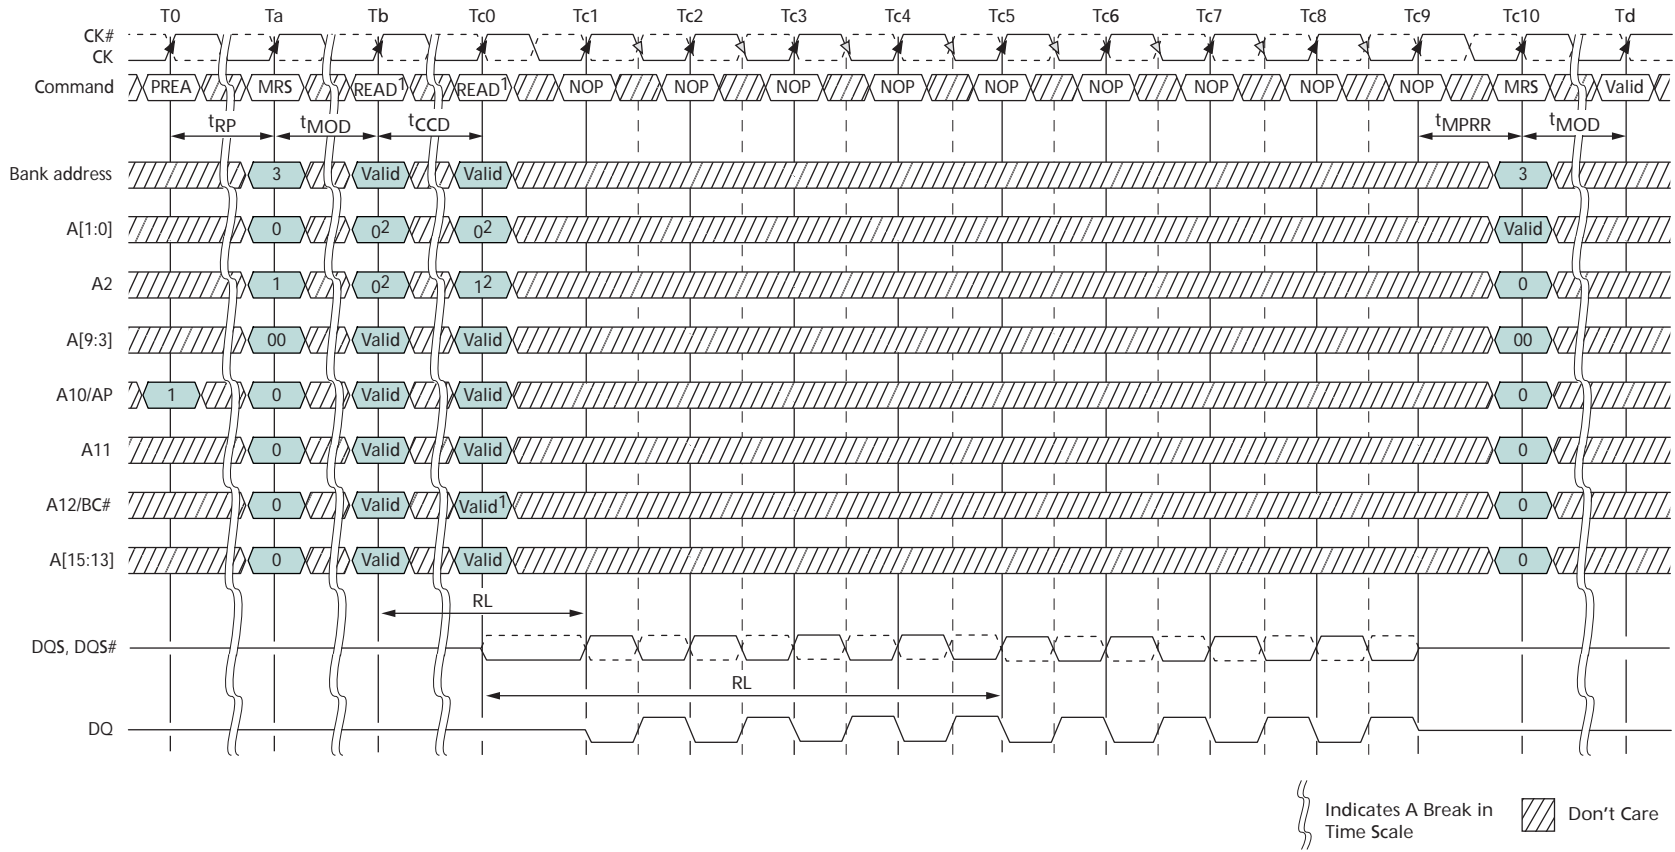 T0 Ta Tb Tc0 Tc1 Tc2 Tc3 Tc4 Tc5 Tc6 Tc7 Tc8 Tc9 Tc10 Td
CK#
CK
Command PREA MRS READ1 READ1 NOP NOP NOP NOP NOP NOP NOP NOP NOP MRS Valid
tRP tMOD tCCD tMPRR tMOD
Bank address 3 Valid Valid 3
A[1:0] 0 02 02 Valid
A2 1 02 12 0
A[9:3] 00 Valid Valid 00
A10/AP 1 0 Valid Valid 0
A11 0 Valid Valid 0
A12/BC# 0 Valid Valid1 0
A[15:13] 0 Valid Valid 0
RL
DQS, DQS#
RL
DQ
Indicates A Break in
Time Scale
Don't Care